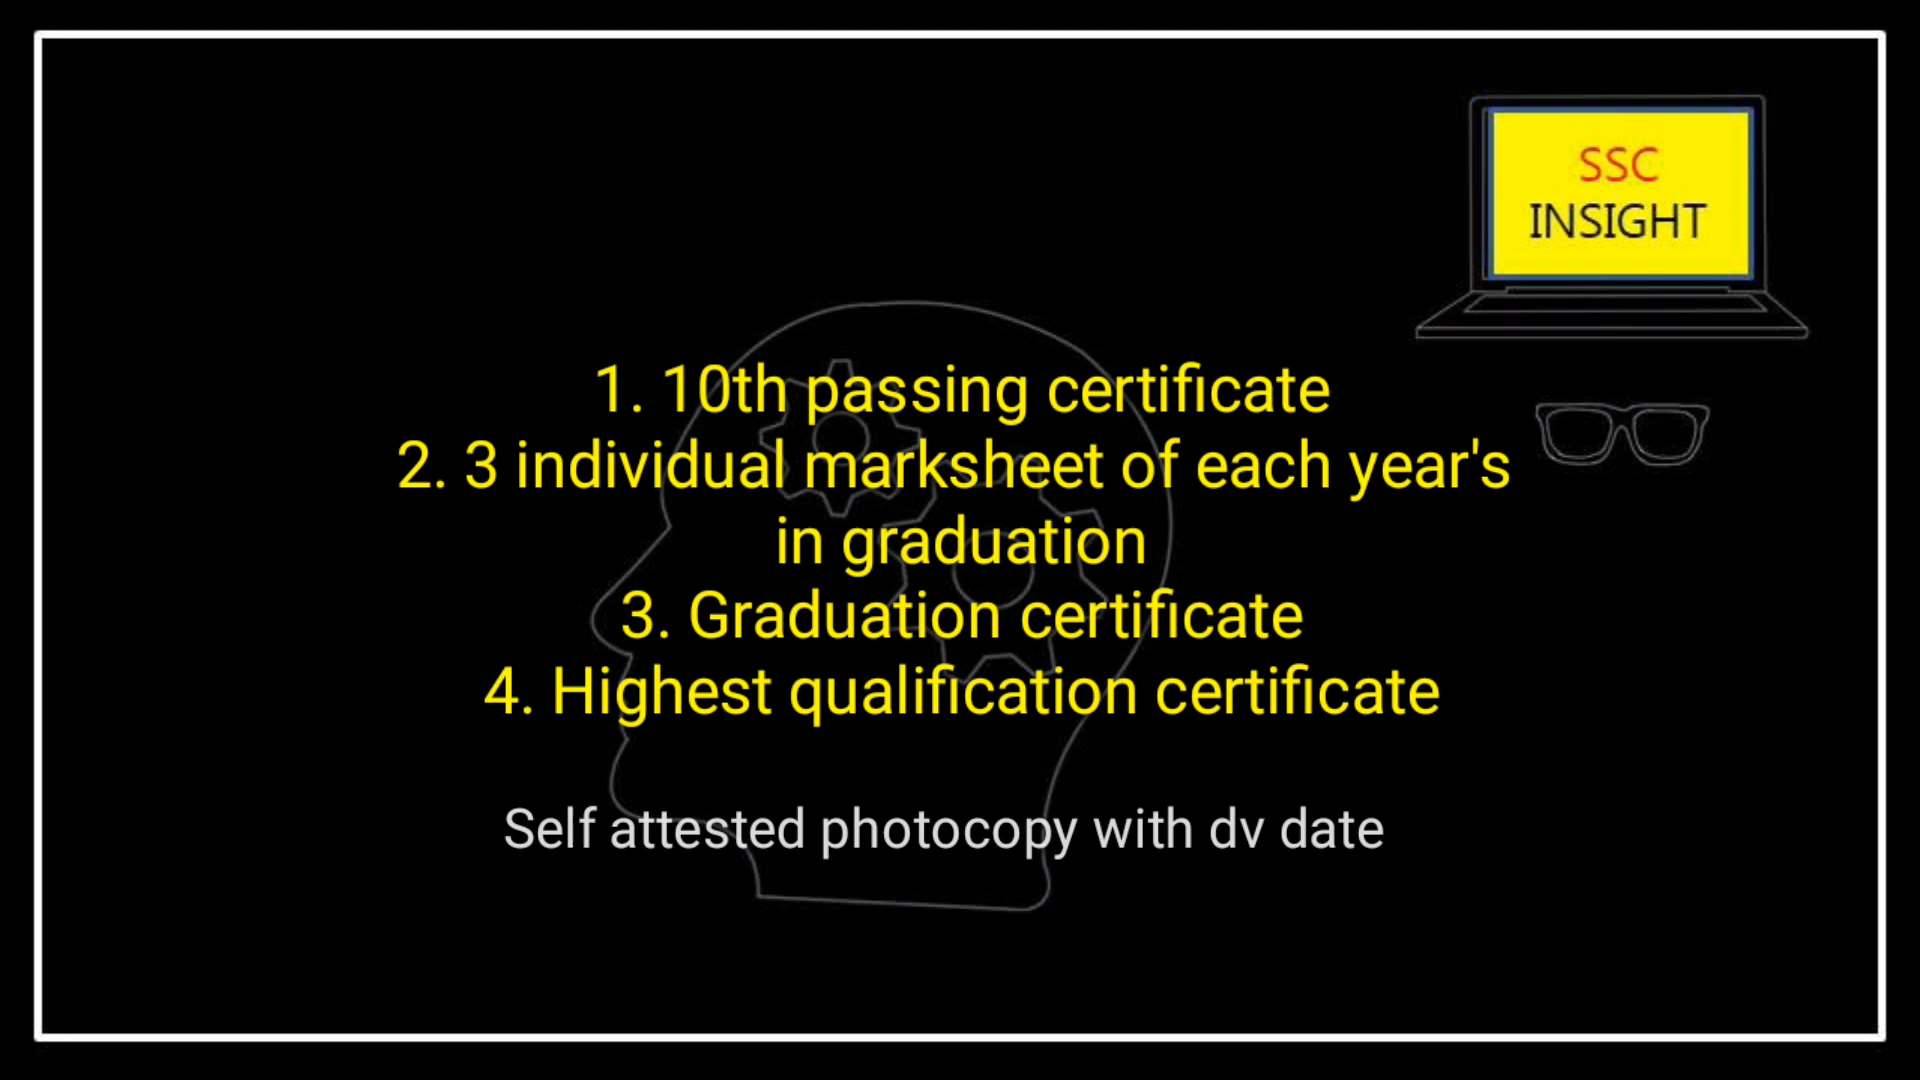 SSC
INSIGHT
1. 10th passing certificate
2. 3 individual marksheet of each year's
in graduation
3. Graduation certificate
4. Highest qualification certificate
Self attested photocopy with dv date